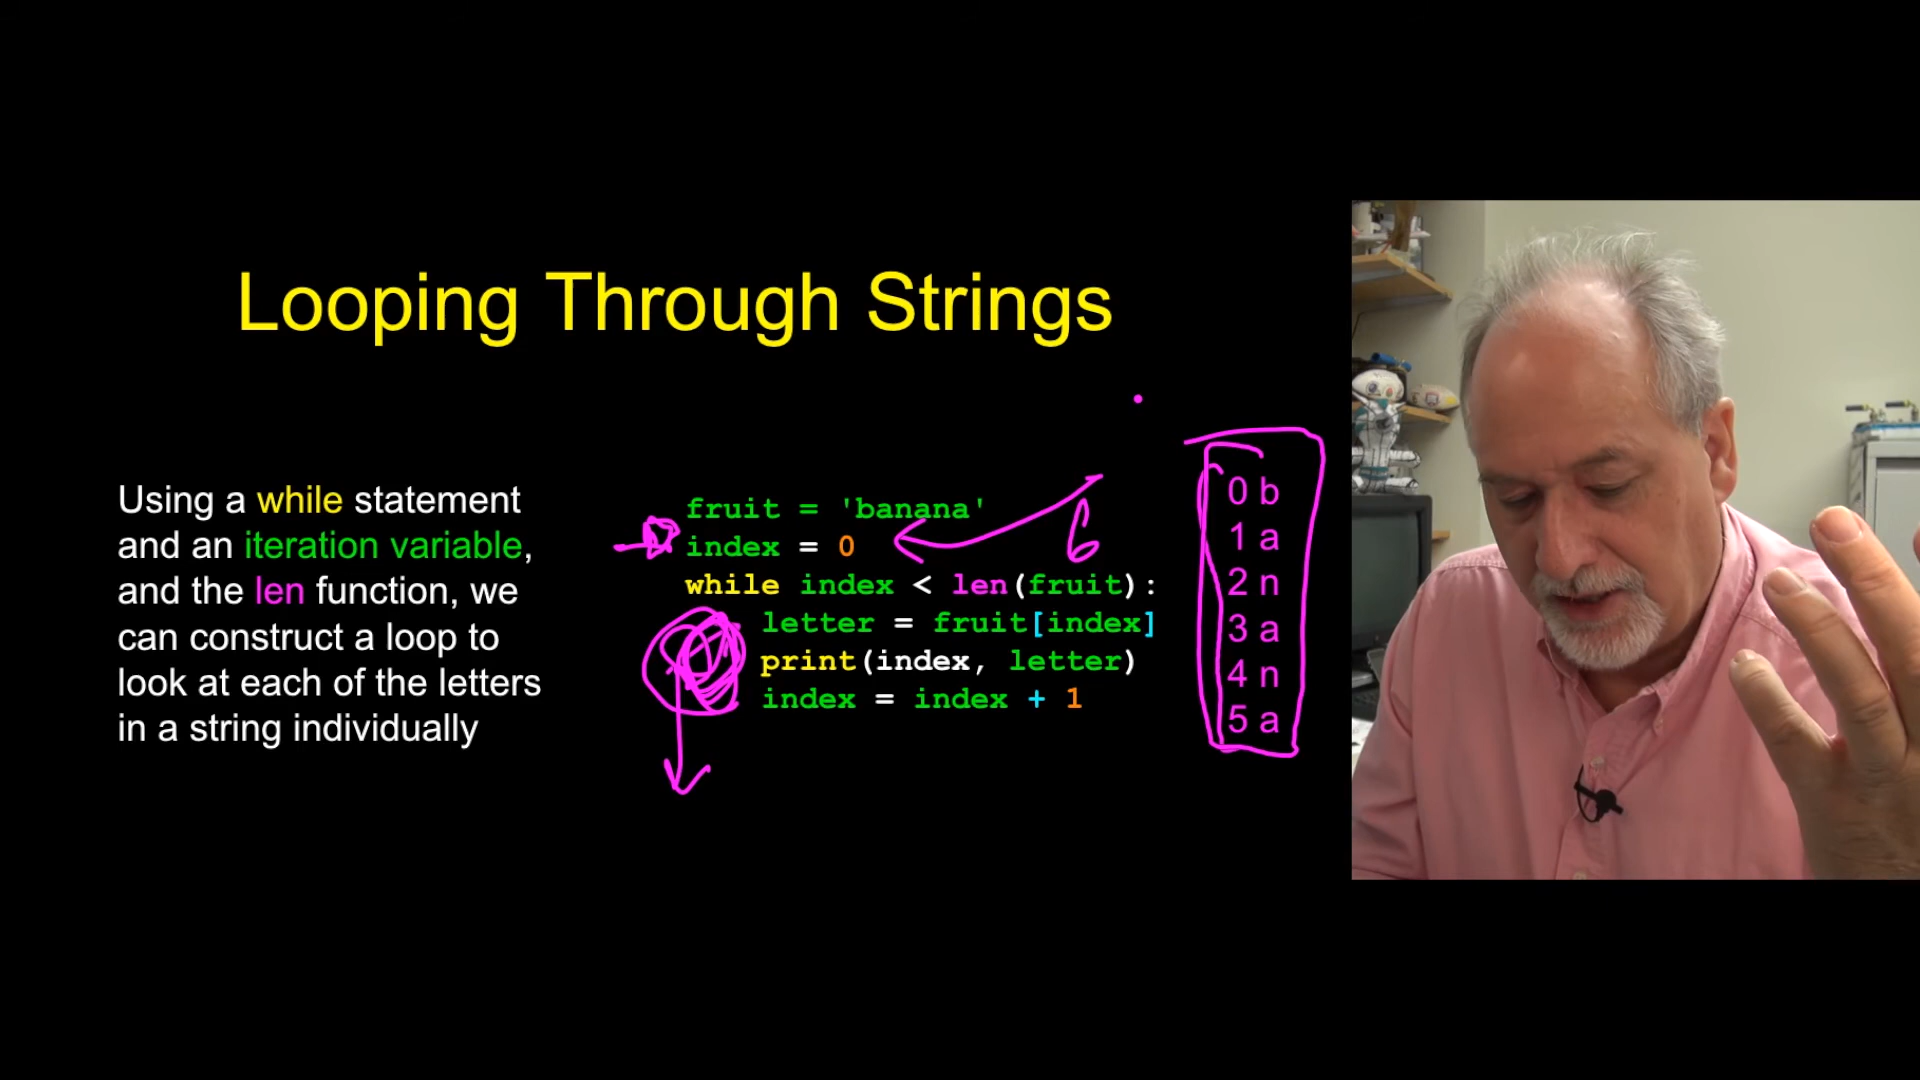 Looping Through Strings
Using a while statement
and an iteration variable,
and the len function, we
can construct a loop to
look at each of the letters
in a string individually
fruit = 'banana'
index = 0
while index < len(fruit):
    letter = fruit[index]
    print(index, letter)
    index = index + 1
6
0 b
1 a
2 n
3 a
4 n
5 a